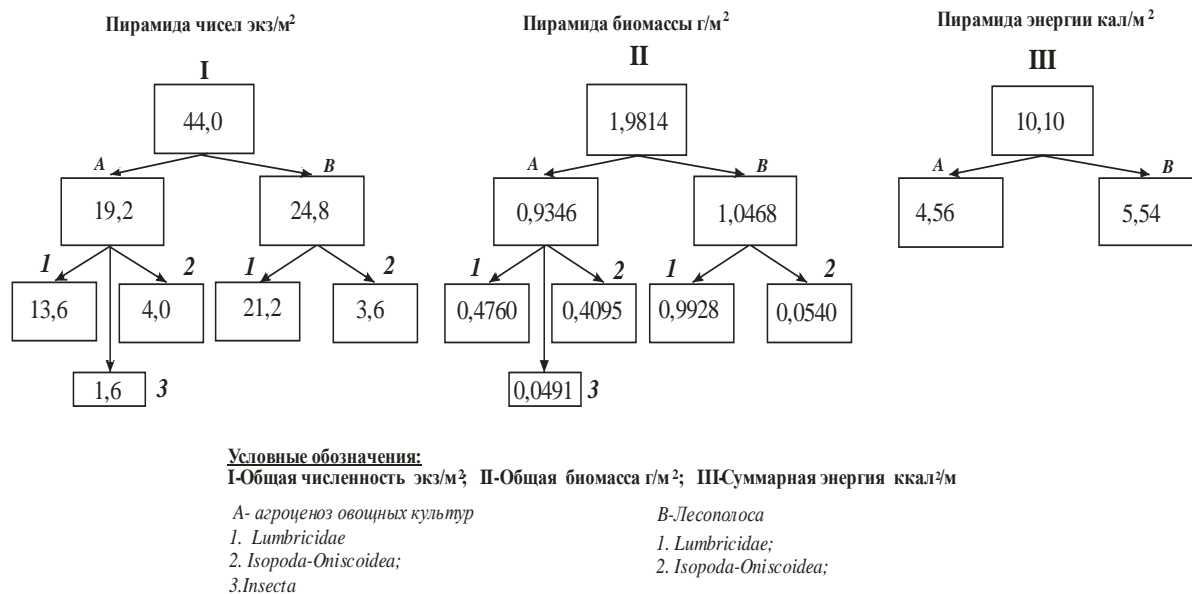 Пирамида чисел экз/м²
Пирамида биомассы г/м²
Пирамида энергии кал/м²
I
II
III
44,0
1,9814
10,10
A
B
A
B
A
B
19,2
24,8
0,9346
1,0468
4,56
5,54
1
2
1
2
1
2
1
2
13,6
4,0
21,2
3,6
0,4760
0,4095
0,9928
0,0540
1,6
3
0,0491
3
Условные обозначения:
I-Общая численность экз/м²; II-Общая биомасса г/м²; III-Суммарная энергия ккал²/м
A- агроценоз овощных культур
B-Лесополоса
1. Lumbricidae
1. Lumbricidae;
2. Isopoda-Oniscoidea;
2. Isopoda-Oniscoidea;
3.Insecta